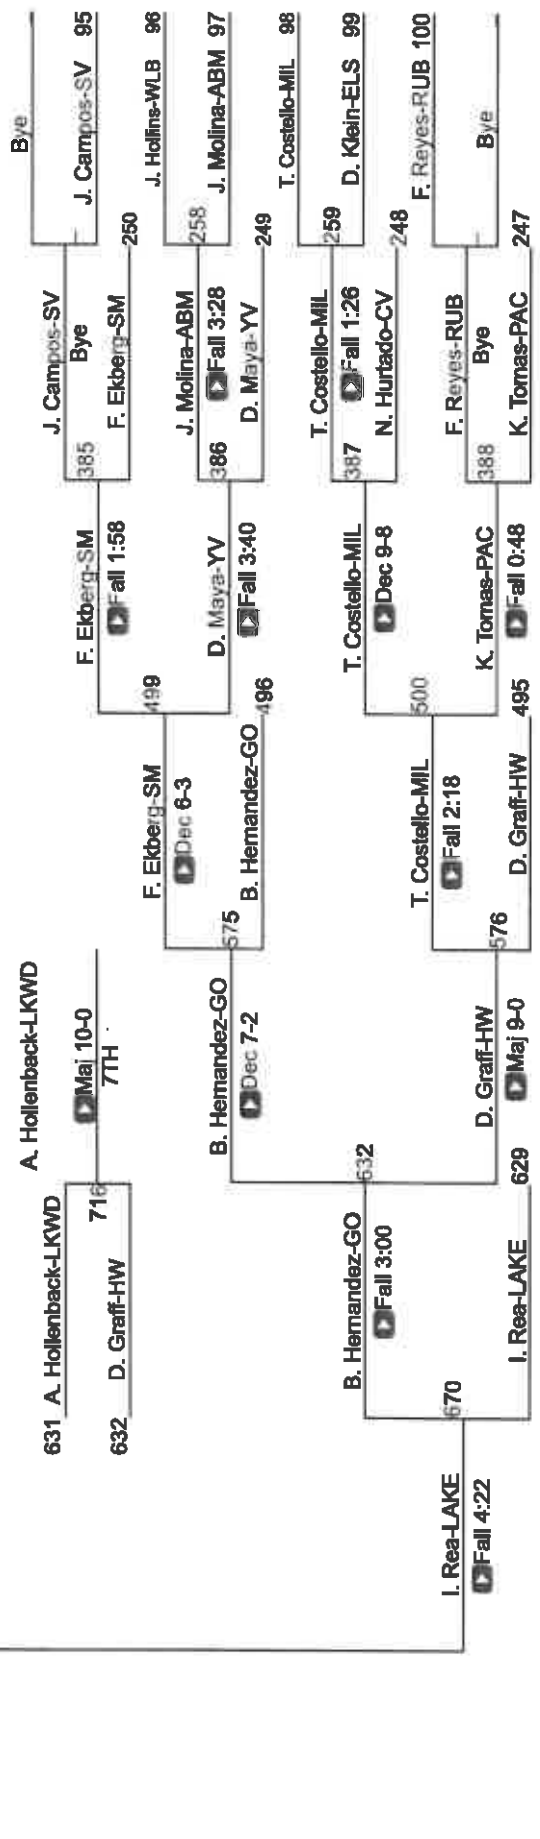 Bye
J. Campos-SV 95
J. Hollins-WLB 96
J. Molina-ABM 97
T. Costello-MIL 98
D. Klein-ELS 99
F. Reyes-RUB 100
Bye
J. Campos-SV
Bye
F. Ekberg-SM 250
258
J. Molina-ABM
Fall 3:28
D. Maya-YV 249
259
T. Costello-MIL
Fall 1:26
N. Hurtado-CV 248
F. Reyes-RUB
Bye
K. Tomas-PAC 247
385
F. Ekberg-SM
Fall 1:58
386
D. Maya-YV
Fall 3:40
387
T. Costello-MIL
Dec 9-8
388
K. Tomas-PAC
Fall 0:48
499
F. Ekberg-SM
Dec 6-3
B. Hernandez-GO 496
500
T. Costello-MIL
Fall 2:18
D. Graff-HW 495
575
B. Hernandez-GO
Dec 7-2
576
D. Graff-HW
Maj 9-0
A. Hollenback-LKWD
Maj 10-0
7TH
716
631 A. Hollenback-LKWD
632 D. Graff-HW
632
B. Hernandez-GO
Fall 3:00
I. Rea-LAKE 629
670
I. Rea-LAKE
Fall 4:22